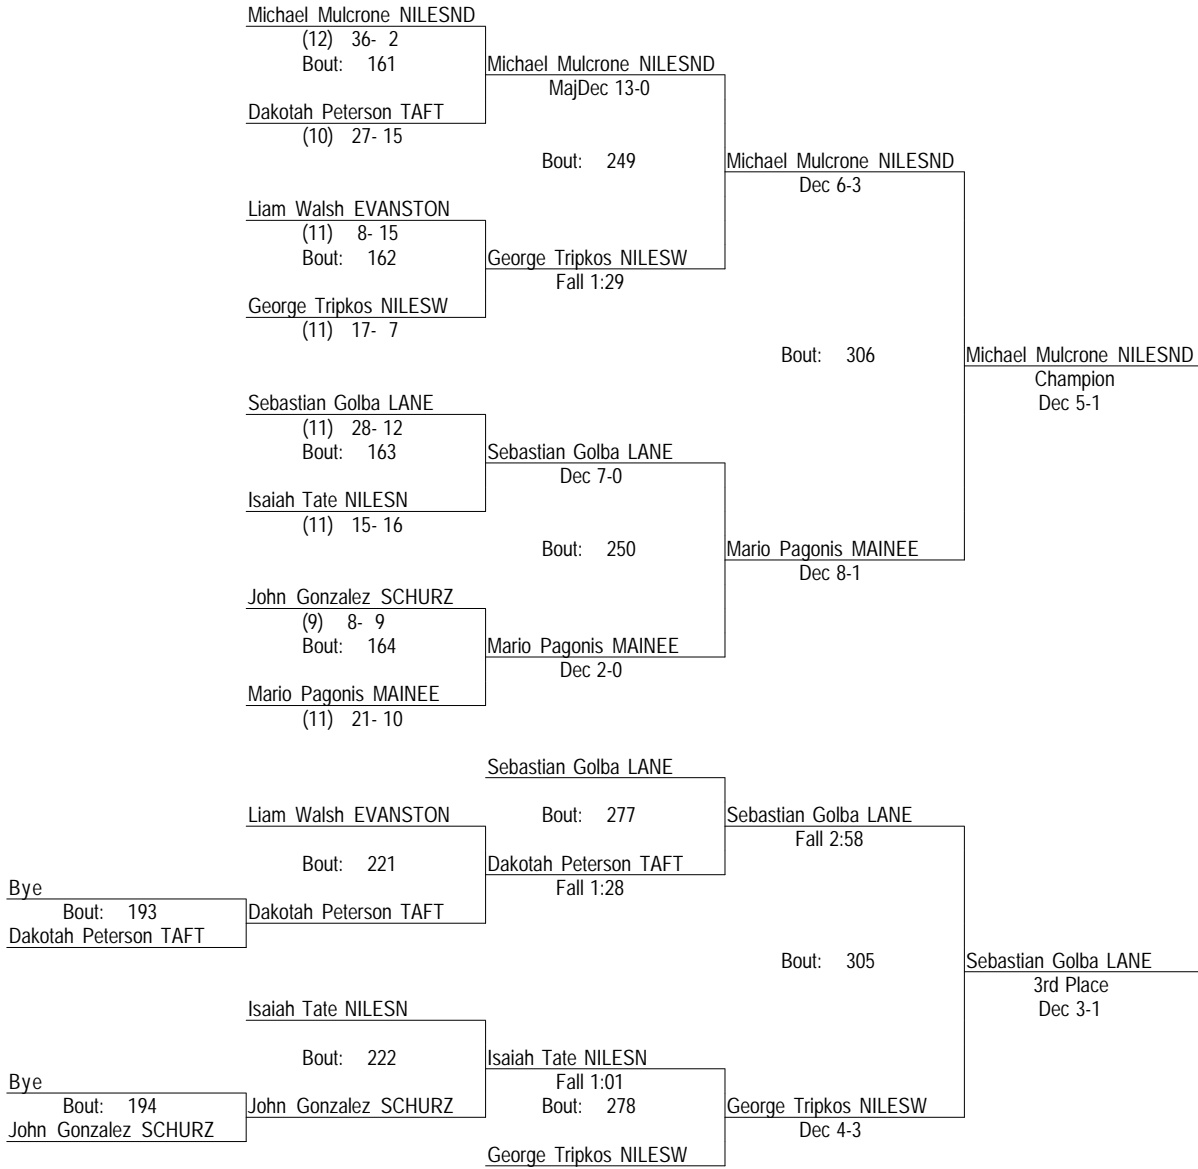 Michael Mulcrone NILESND
(12) 36- 2
Bout: 161
Michael Mulcrone NILESND
MajDec 13-0
Dakotah Peterson TAFT
(10) 27- 15
Bout: 249
Michael Mulcrone NILESND
Dec 6-3
Liam Walsh EVANSTON
(11) 8- 15
Bout: 162
George Tripkos NILESW
Fall 1:29
George Tripkos NILESW
(11) 17- 7
Bout: 306
Michael Mulcrone NILESND
Champion
Dec 5-1
Sebastian Golba LANE
(11) 28- 12
Bout: 163
Sebastian Golba LANE
Dec 7-0
Isaiah Tate NILESN
(11) 15- 16
Bout: 250
Mario Pagonis MAINEE
Dec 8-1
John Gonzalez SCHURZ
(9) 8- 9
Bout: 164
Mario Pagonis MAINEE
Dec 2-0
Mario Pagonis MAINEE
(11) 21- 10
Sebastian Golba LANE
Liam Walsh EVANSTON
Bout: 277
Sebastian Golba LANE
Fall 2:58
Bout: 221
Dakotah Peterson TAFT
Fall 1:28
Bye
Bout: 193
Dakotah Peterson TAFT
Dakotah Peterson TAFT
Bout: 305
Sebastian Golba LANE
3rd Place
Dec 3-1
Isaiah Tate NILESN
Bout: 222
Isaiah Tate NILESN
Fall 1:01
Bye
Bout: 194
John Gonzalez SCHURZ
John Gonzalez SCHURZ
Bout: 278
George Tripkos NILESW
Dec 4-3
George Tripkos NILESW